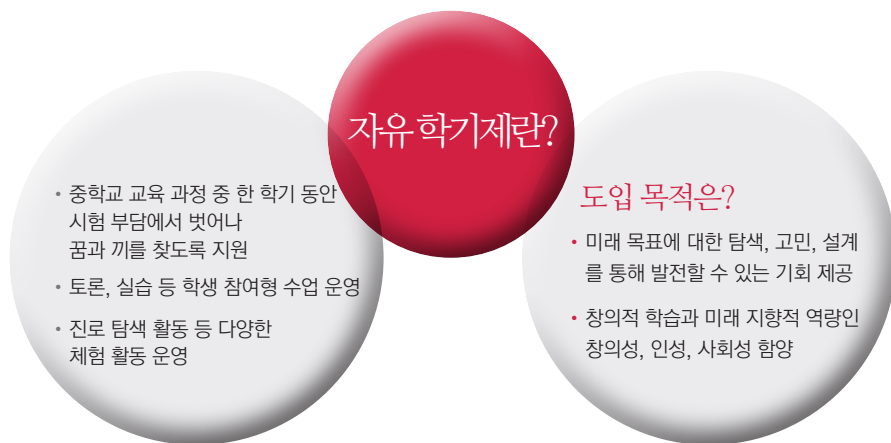 자유 학기제란?
• 중학교 교육 과정 중 한 학기 동안
시험 부담에서 벗어나
꿈과 끼를 찾도록 지원
• 토론, 실습 등 학생 참여형 수업 운영
• 진로 탐색 활동 등 다양한
체험 활동 운영
도입 목적은?
• 미래 목표에 대한 탐색, 고민, 설계
를 통해 발전할 수 있는 기회 제공
• 창의적 학습과 미래 지향적 역량인
창의성, 인성, 사회성 함양